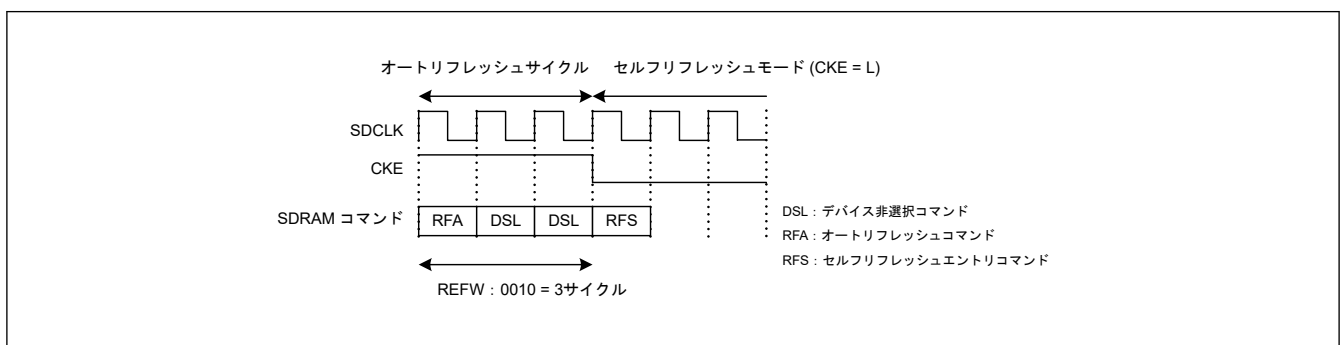 オートリフレッシュサイクル セルフリフレッシュモード (CKE = L)
SDCLK
CKE
SDRAM コマンド RFA DSL DSL RFS
DSL：デバイス非選択コマンド
RFA：オートリフレッシュコマンド
RFS：セルフリフレッシュエントリコマンド
REFW：0010 = 3サイクル